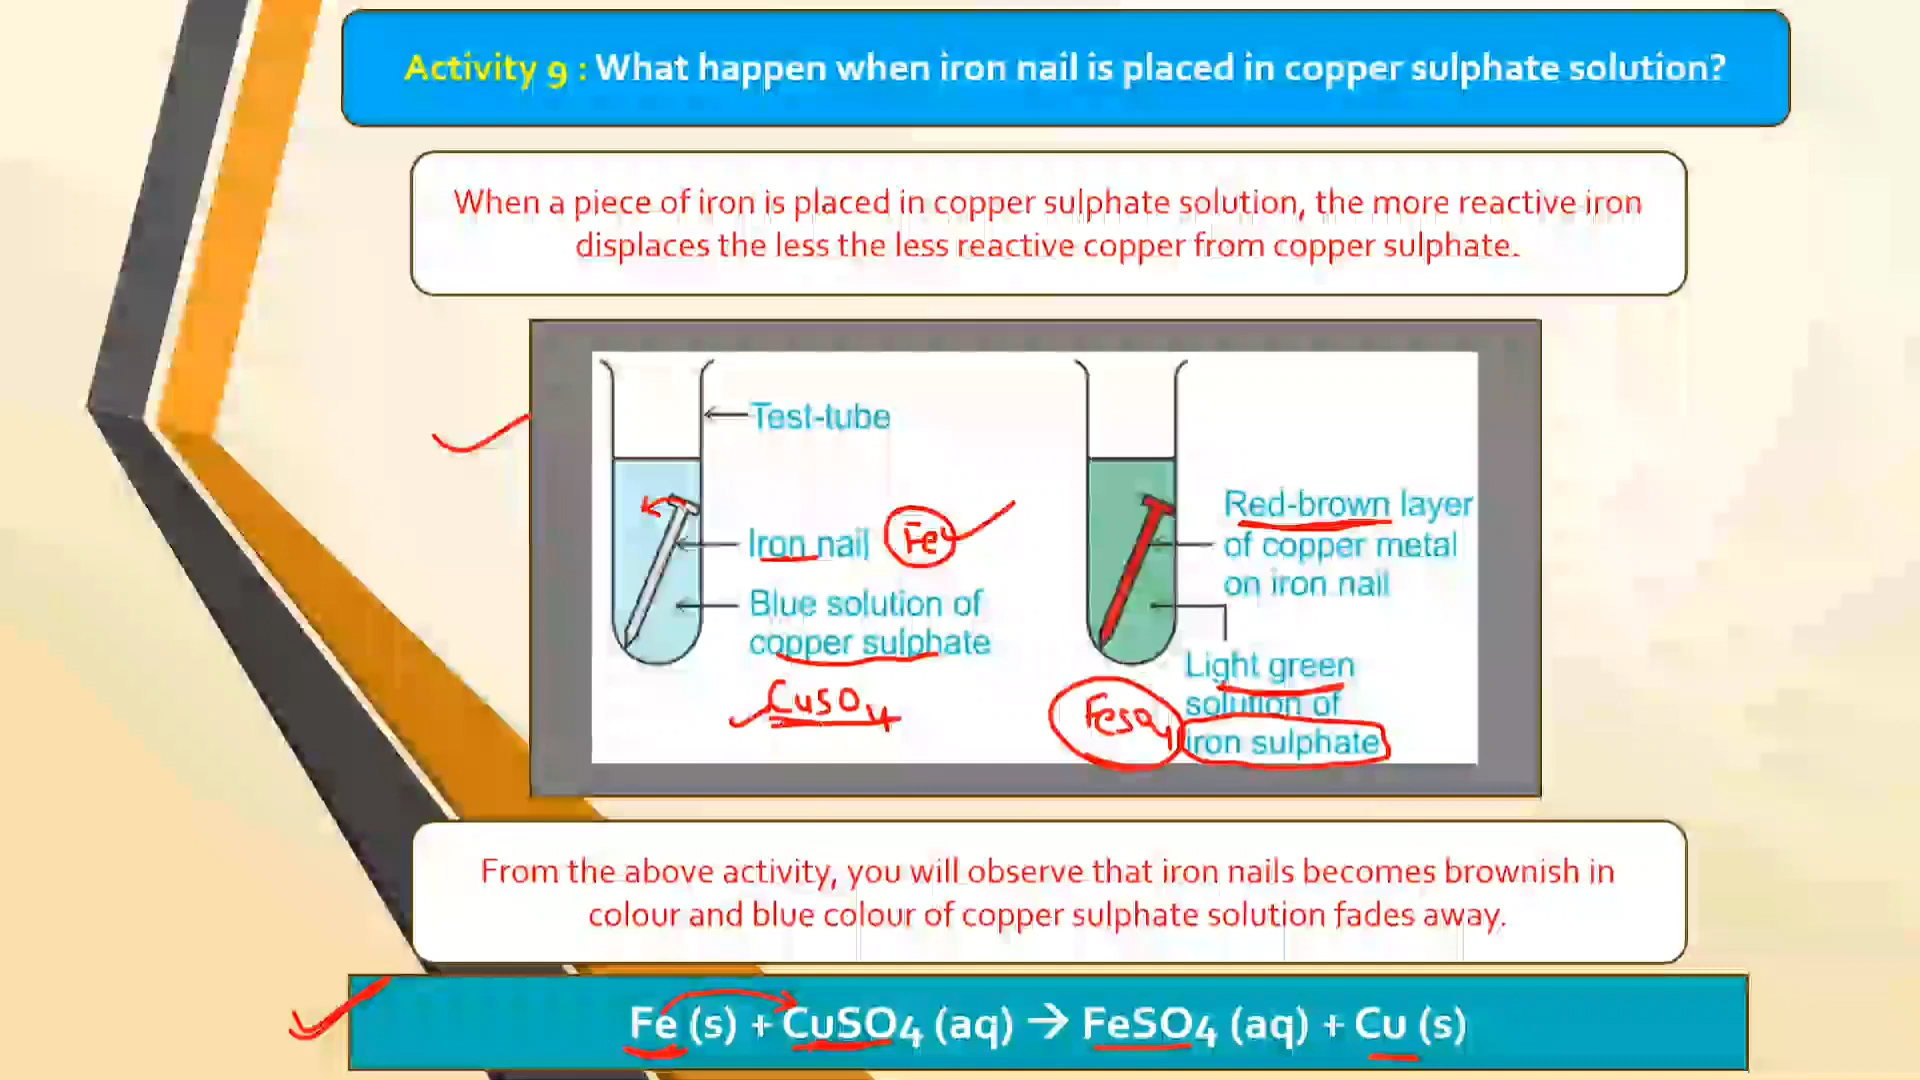 Activity 9 : What happen when iron nail is placed in copper sulphate solution?
When a piece of iron is placed in copper sulphate solution, the more reactive iron
displaces the less the less reactive copper from copper sulphate.
Test-tube
Iron nail
Fe
Blue solution of
copper sulphate
CuSO4
Red-brown layer
of copper metal
on iron nail
Light green
solution of
iron sulphate
FeSO4
From the above activity, you will observe that iron nails becomes brownish in
colour and blue colour of copper sulphate solution fades away.
Fe (s) + CuSO4 (aq) → FeSO4 (aq) + Cu (s)